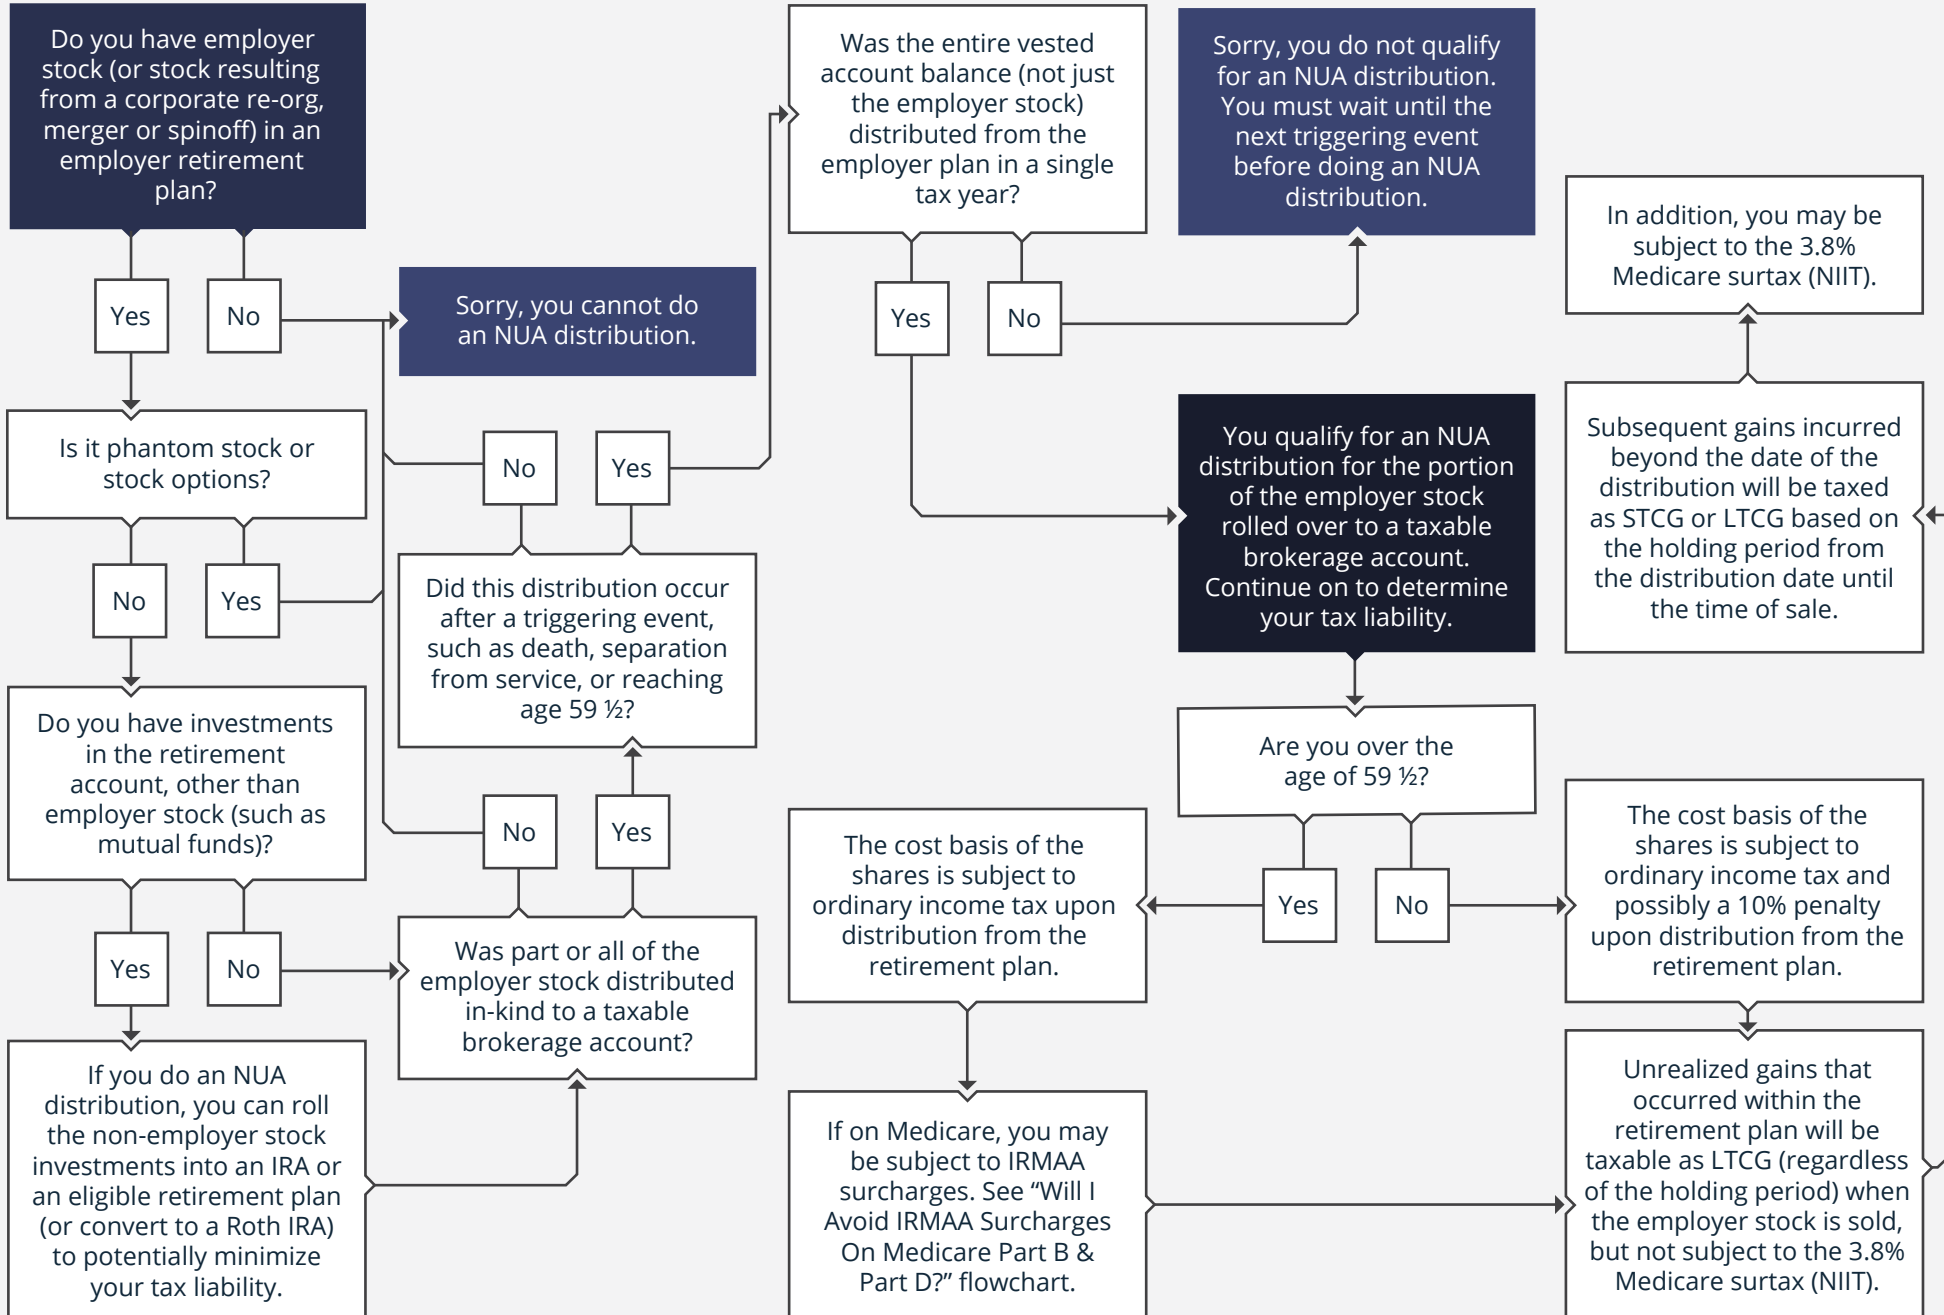 Do you have employer
stock (or stock resulting
from a corporate re-org,
merger or spinoff) in an
employer retirement
plan?
Yes
No
Sorry, you cannot do
an NUA distribution.
Is it phantom stock or
stock options?
No
Yes
Do you have investments
in the retirement
account, other than
employer stock (such as
mutual funds)?
Yes
No
If you do an NUA
distribution, you can roll
the non-employer stock
investments into an IRA or
an eligible retirement plan
(or convert to a Roth IRA)
to potentially minimize
your tax liability.
Was part or all of the
employer stock distributed
in-kind to a taxable
brokerage account?
No
Yes
Did this distribution occur
after a triggering event,
such as death, separation
from service, or reaching
age 59 ½?
No
Yes
Was the entire vested
account balance (not just
the employer stock)
distributed from the
employer plan in a single
tax year?
Yes
No
Sorry, you do not qualify
for an NUA distribution.
You must wait until the
next triggering event
before doing an NUA
distribution.
You qualify for an NUA
distribution for the portion
of the employer stock
rolled over to a taxable
brokerage account.
Continue on to determine
your tax liability.
Are you over the
age of 59 ½?
Yes
No
The cost basis of the
shares is subject to
ordinary income tax upon
distribution from the
retirement plan.
If on Medicare, you may
be subject to IRMAA
surcharges. See “Will I
Avoid IRMAA Surcharges
On Medicare Part B &
Part D?” flowchart.
The cost basis of the
shares is subject to
ordinary income tax and
possibly a 10% penalty
upon distribution from the
retirement plan.
Unrealized gains that
occurred within the
retirement plan will be
taxable as LTCG (regardless
of the holding period) when
the employer stock is sold,
but not subject to the 3.8%
Medicare surtax (NIIT).
Subsequent gains incurred
beyond the date of the
distribution will be taxed
as STCG or LTCG based on
the holding period from
the distribution date until
the time of sale.
In addition, you may be
subject to the 3.8%
Medicare surtax (NIIT).